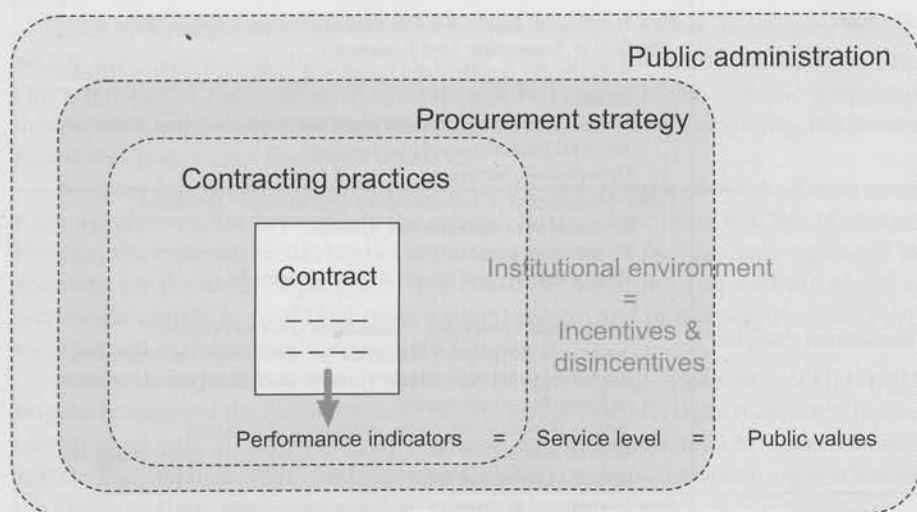 Public administration
Procurement strategy
Contracting practices
Contract
Institutional environment
=
Incentives &
disincentives
Performance indicators = Service level = Public values